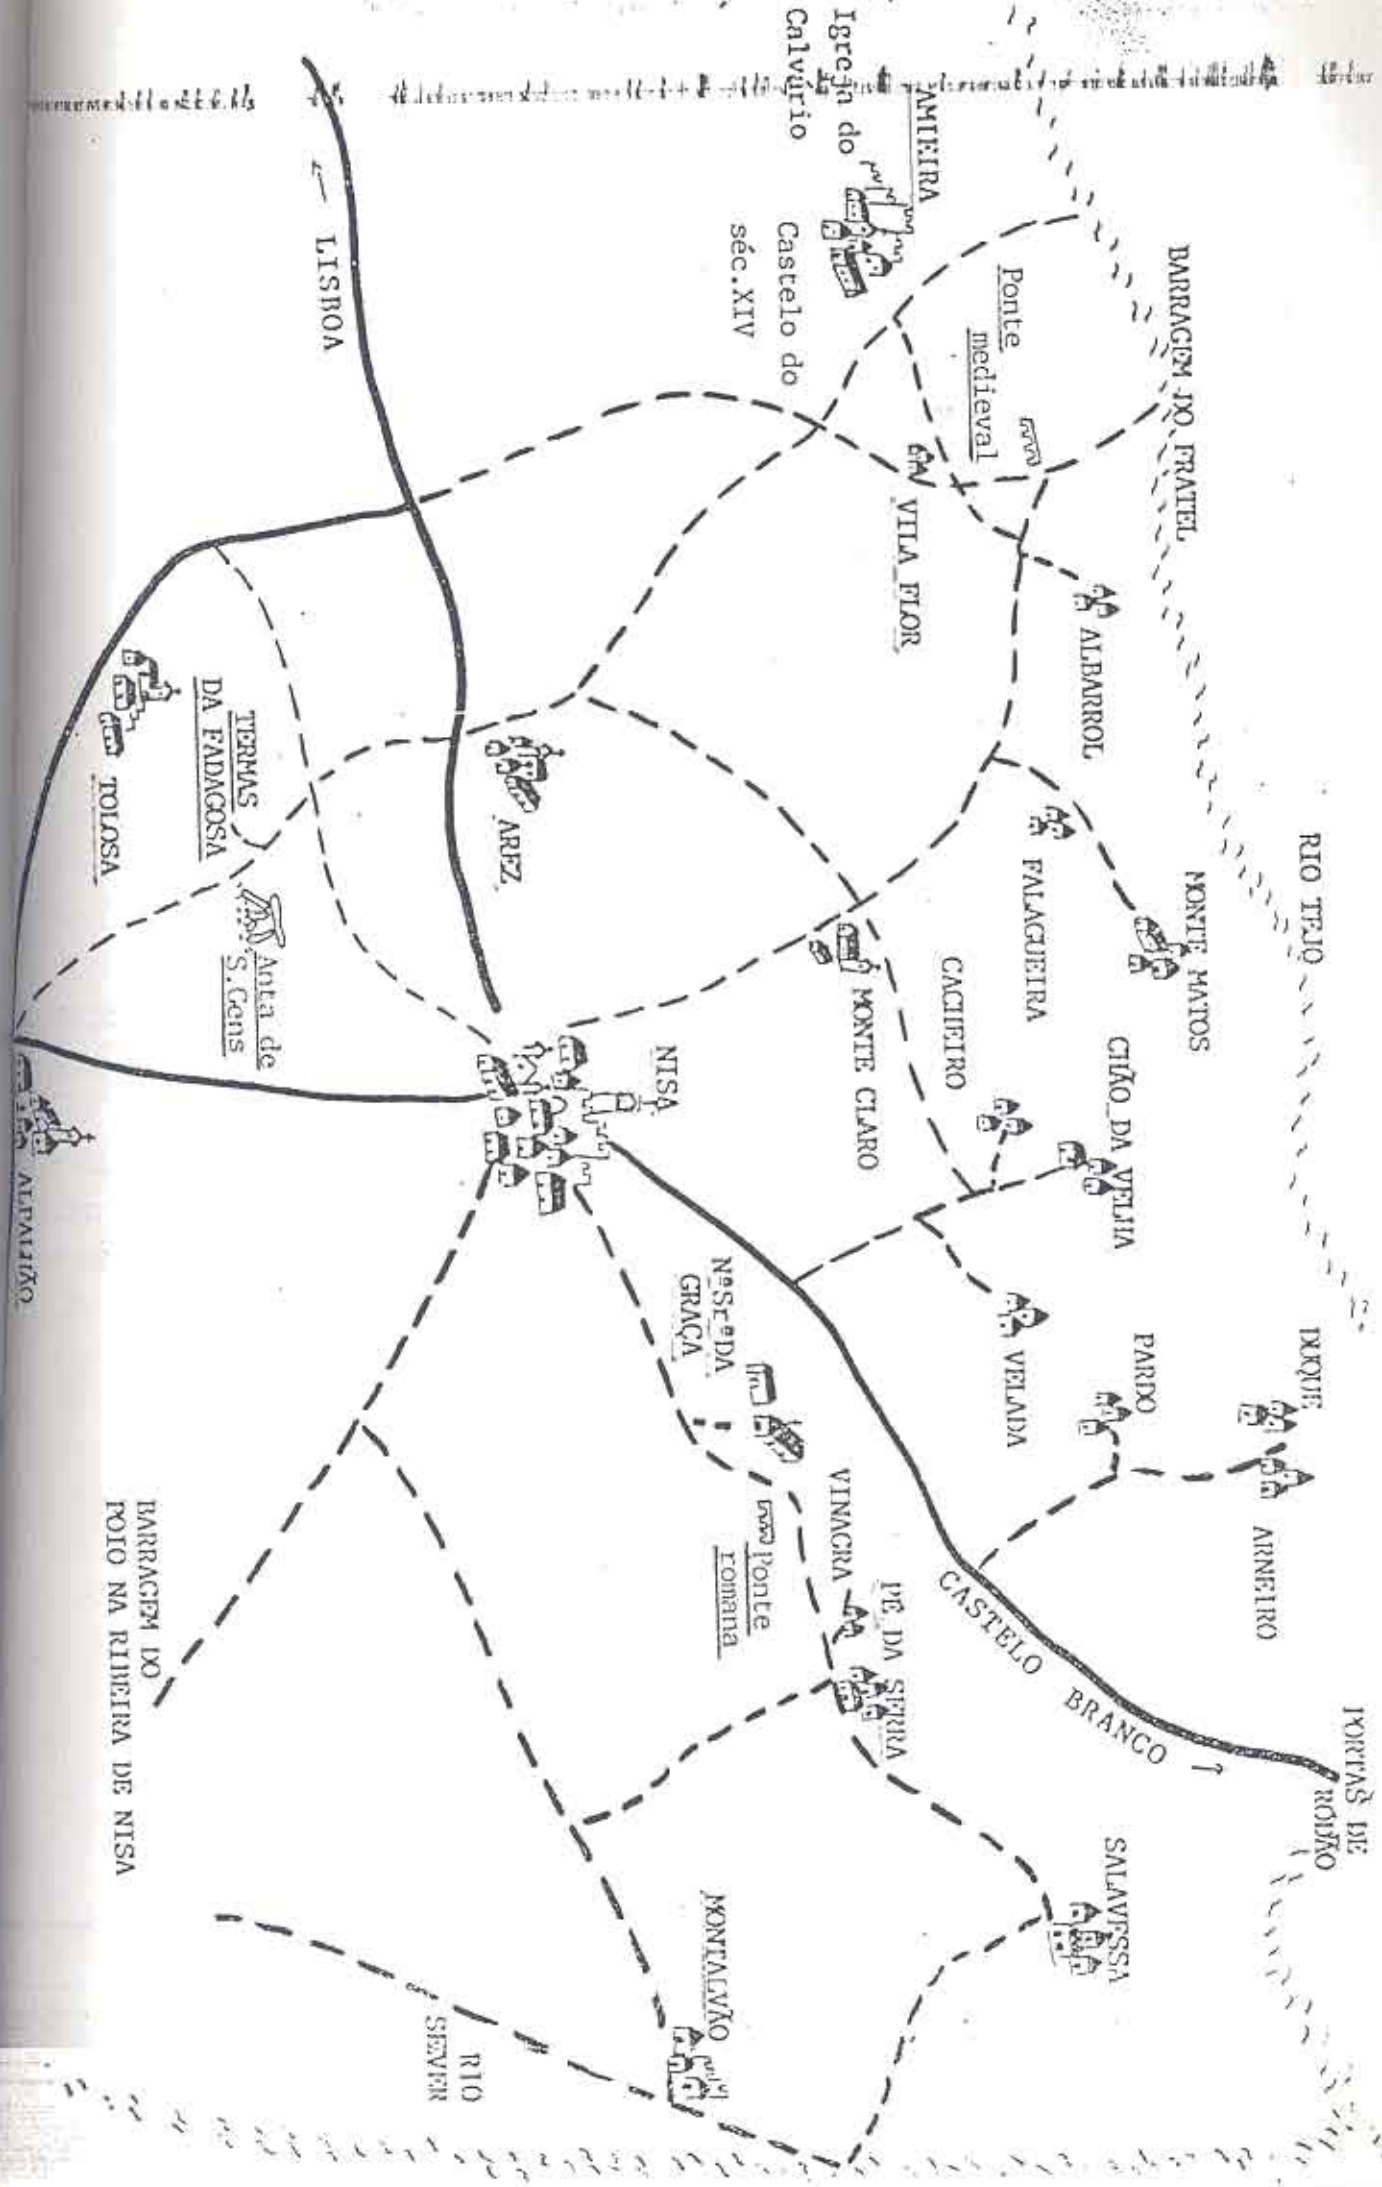 Igreja do
Calvário
AMIEIRA
Castelo do
séc.XIV
Ponte
medieval
BARRAGEM DO FRATEL
← LISBOA
VILA FLOR
ALBARROL
RIO TEJO
TERMAS
DA FADAGOSA
TOLOSA
AREZ
FALAGUEIRA
MONTE MATOS
Anta de
S.Gens
MONTE CLARO
CACHEIRO
CHÃO DA VELHA
NISA
ALPALHÃO
VELADA
PARDO
DUQUE
ARNEIRO
NªSrªDA
GRAÇA
Ponte
romana
VINAGRA
PÉ DA SERRA
CASTELO BRANCO →
PORTAS DE
RÓDÃO
BARRAGEM DO
POIO NA RIBEIRA DE NISA
SALAVESSA
MONTALVÃO
RIO
SEVER